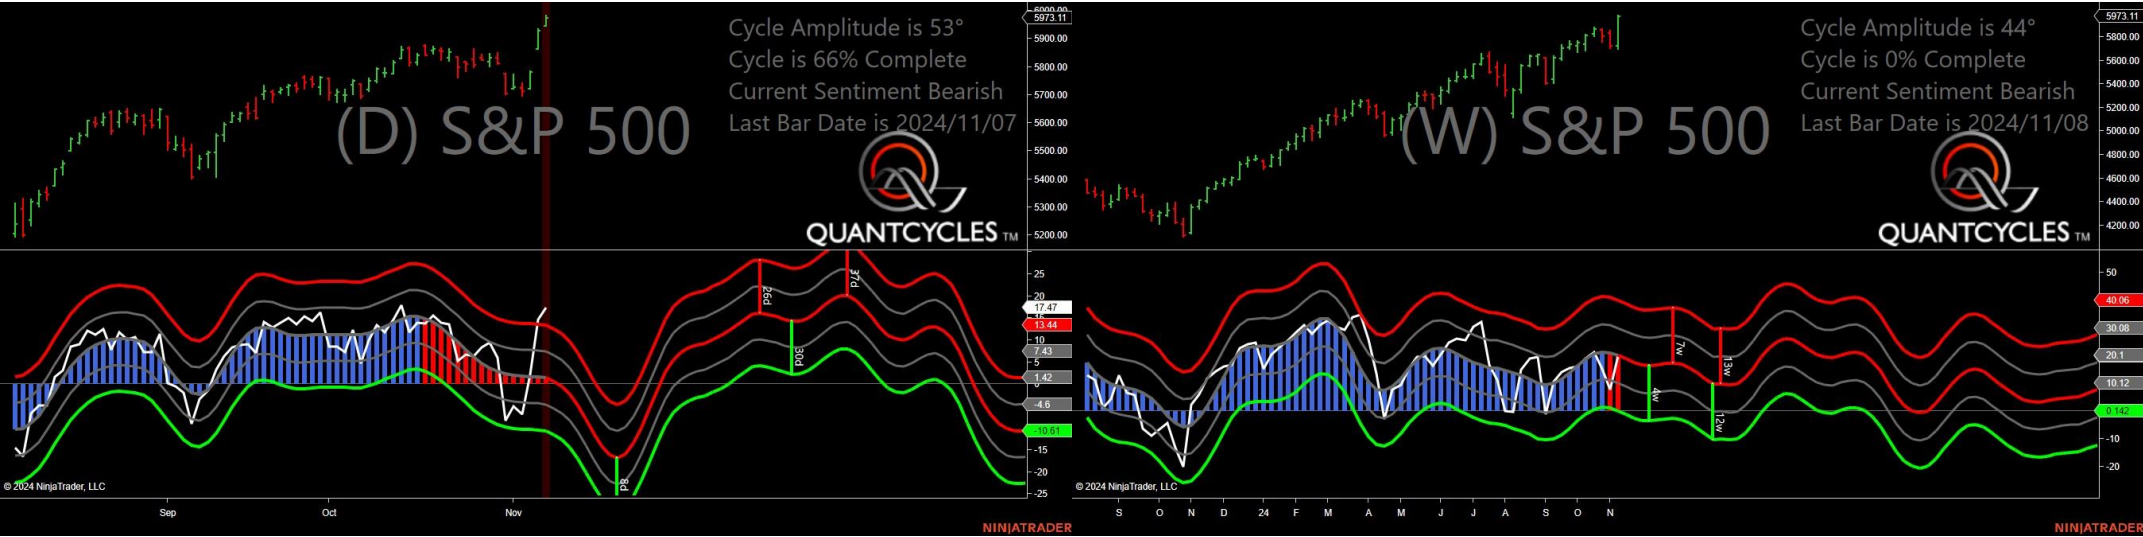 Cycle Amplitude is 53°
Cycle is 66% Complete
Current Sentiment Bearish
Last Bar Date is 2024/11/07
(D) S&P 500
QUANTCYCLES TM
6000.00
5973.11
5900.00
5800.00
5700.00
5600.00
5500.00
5400.00
5300.00
5200.00
26d
37d
30d
8d
25
20
17.47
13.44
10
7.43
5
1.42
-4.6
-10.61
-15
-20
-25
© 2024 NinjaTrader, LLC
Sep Oct Nov
NINJATRADER
Cycle Amplitude is 44°
Cycle is 0% Complete
Current Sentiment Bearish
Last Bar Date is 2024/11/08
(W) S&P 500
QUANTCYCLES TM
5973.11
5800.00
5600.00
5400.00
5200.00
5000.00
4800.00
4600.00
4400.00
4200.00
7w
13w
4w
12w
50
40.06
30.08
20.1
10.12
0.142
-10
-20
© 2024 NinjaTrader, LLC
S O N D 24 F M A M J J A S O N
NINJATRADER